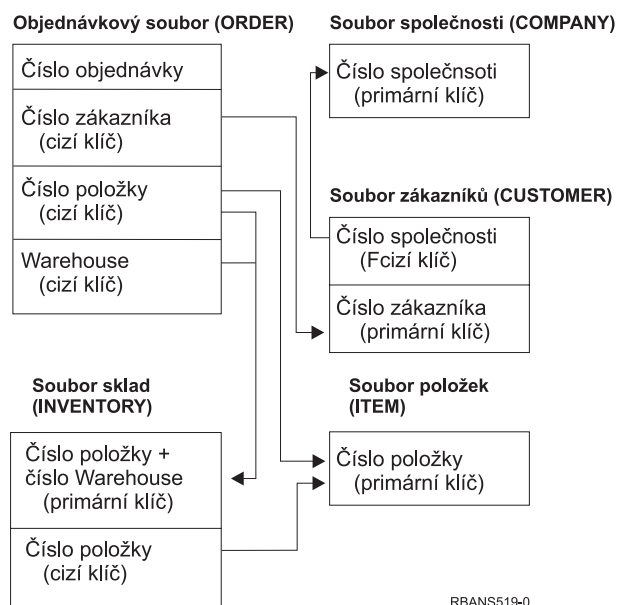 Objednávkový soubor (ORDER)
Číslo objednávky
Číslo zákazníka
(cizí klíč)
Číslo položky
(cizí klíč)
Warehouse
(cizí klíč)
Soubor společnosti (COMPANY)
Číslo společnsoti
(primární klíč)
Soubor zákazníků (CUSTOMER)
Číslo společnosti
(Fcizí klíč)
Číslo zákazníka
(primární klíč)
Soubor sklad
(INVENTORY)
Číslo položky +
číslo Warehouse
(primární klíč)
Číslo položky
(cizí klíč)
Soubor položek
(ITEM)
Číslo položky
(primární klíč)
RBANS519-0